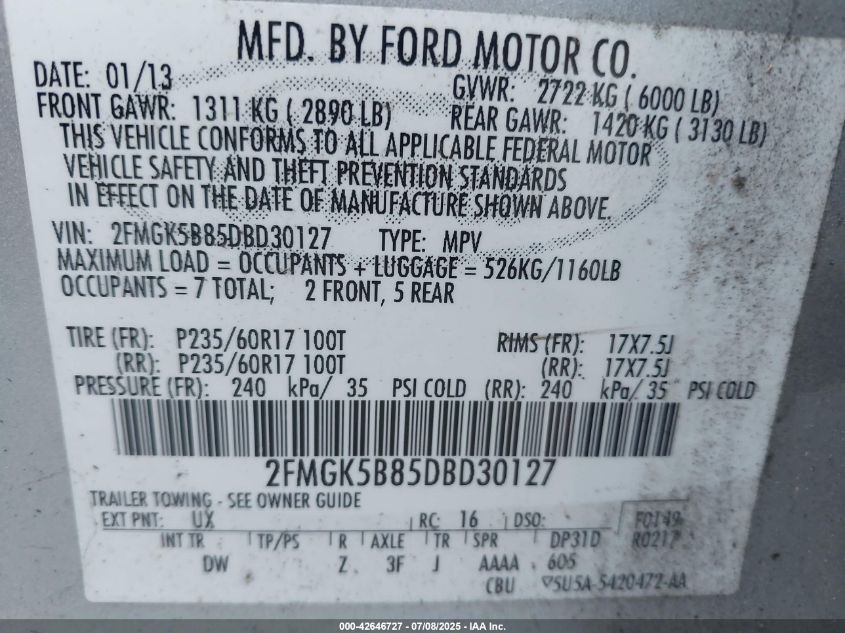 MFD. BY FORD MOTOR CO.
DATE: 01/13 GVWR: 2722 KG ( 6000 LB)
FRONT GAWR: 1311 KG ( 2890 LB) REAR GAWR: 1420 KG ( 3130 LB)
THIS VEHICLE CONFORMS TO ALL APPLICABLE FEDERAL MOTOR
VEHICLE SAFETY AND THEFT PREVENTION STANDARDS
IN EFFECT ON THE DATE OF MANUFACTURE SHOWN ABOVE.
VIN: 2FMGK5B85DBD30127 TYPE: MPV
MAXIMUM LOAD = OCCUPANTS + LUGGAGE = 526KG/1160LB
OCCUPANTS = 7 TOTAL; 2 FRONT, 5 REAR
TIRE (FR): P235/60R17 100T RIMS (FR): 17X7.5J
(RR): P235/60R17 100T (RR): 17X7.5J
PRESSURE (FR): 240 kPa/ 35 PSI COLD (RR): 240 kPa/ 35 PSI COLD
2FMGK5B85DBD30127
TRAILER TOWING - SEE OWNER GUIDE
EXT PNT: UX RC: 16 DSO: F0149
INT TR TP/PS R AXLE TR SPR DP31D R0217
DW Z 3F J AAAA 605
CBU 5U5A-5420472-AA
000-42646727 - 07/08/2025 - IAA Inc.